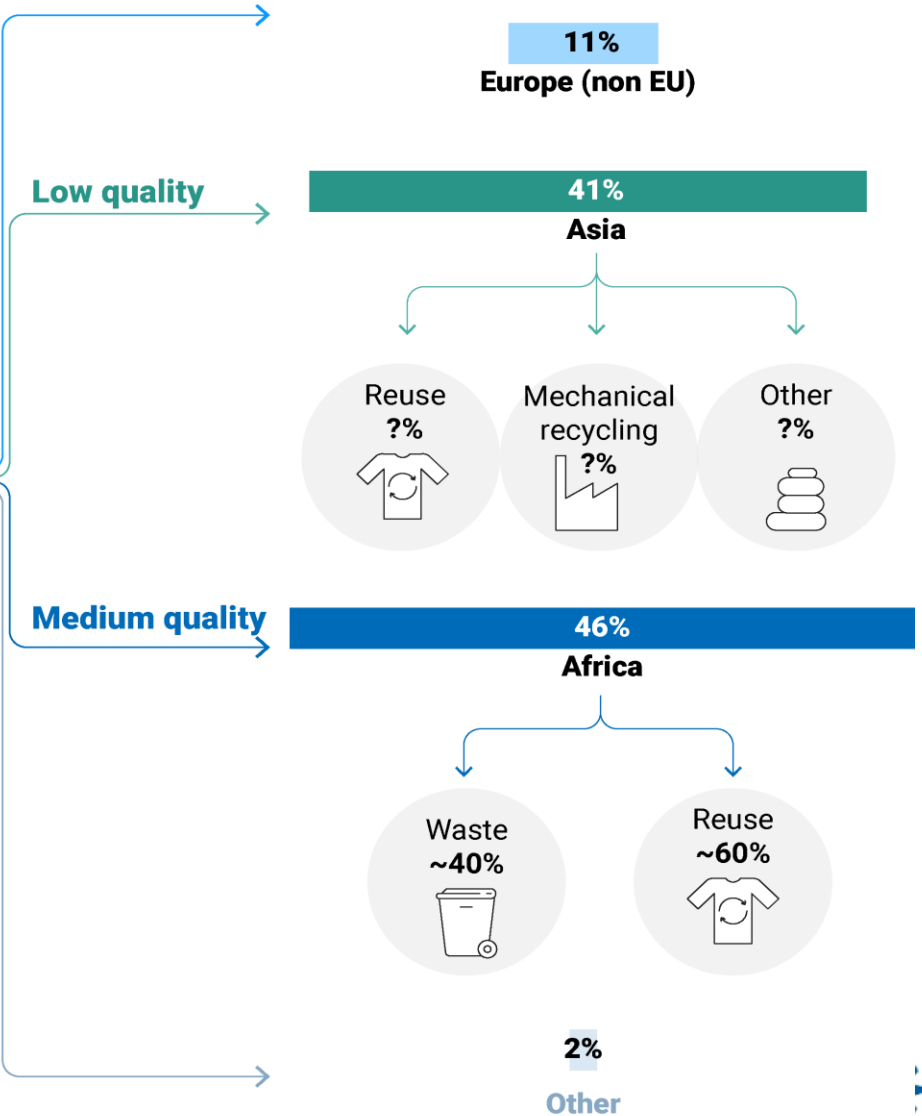 11%
Europe (non EU)
Low quality
41%
Asia
Reuse
?%
Mechanical
recycling
?%
Other
?%
Medium quality
46%
Africa
Waste
~40%
Reuse
~60%
2%
Other